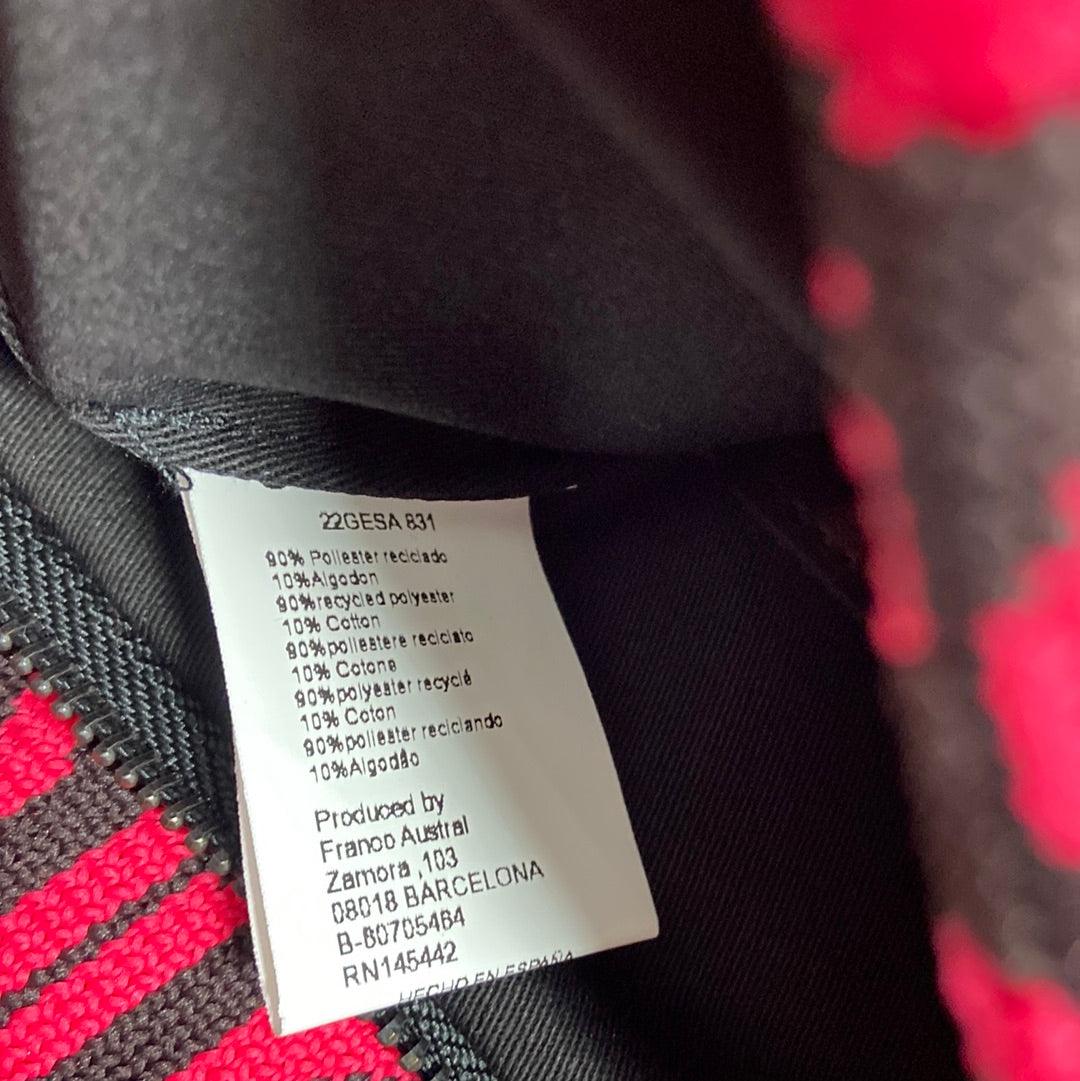 22GESA 831
90% Poliester reciclado
10%Algodon
90%recycled polyester
10% Cotton
90%poliestere reciclato
10% Cotone
90%polyester recyclé
10% Coton
90%poliester reciclando
10%Algodão
Produced by
Franco Austral
Zamora ,103
08018 BARCELONA
B-60705464
RN145442
HECHO EN ESPAÑA